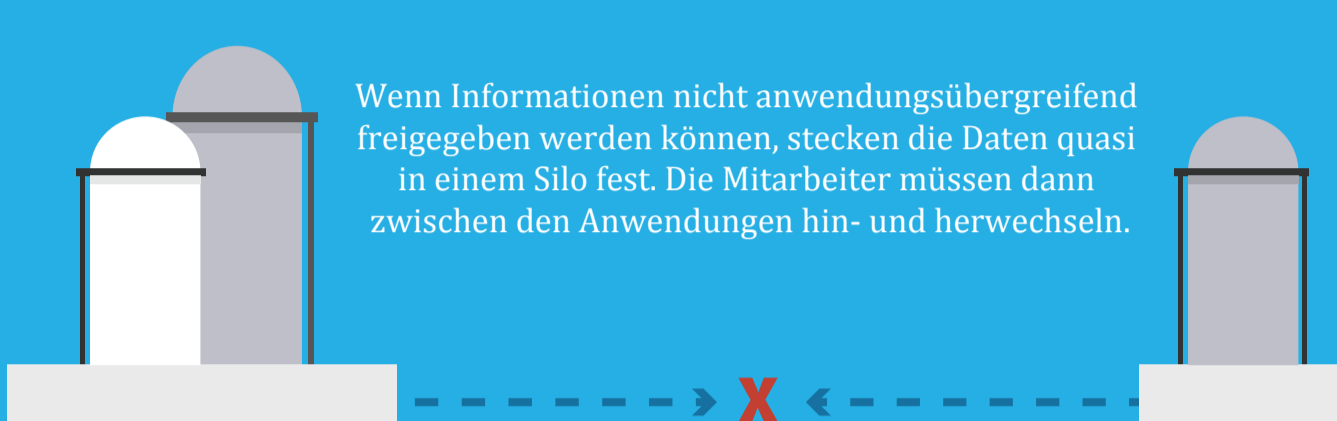 Wenn Informationen nicht anwendungsübergreifend
freigegeben werden können, stecken die Daten quasi
in einem Silo fest. Die Mitarbeiter müssen dann
zwischen den Anwendungen hin- und herwechseln.
X